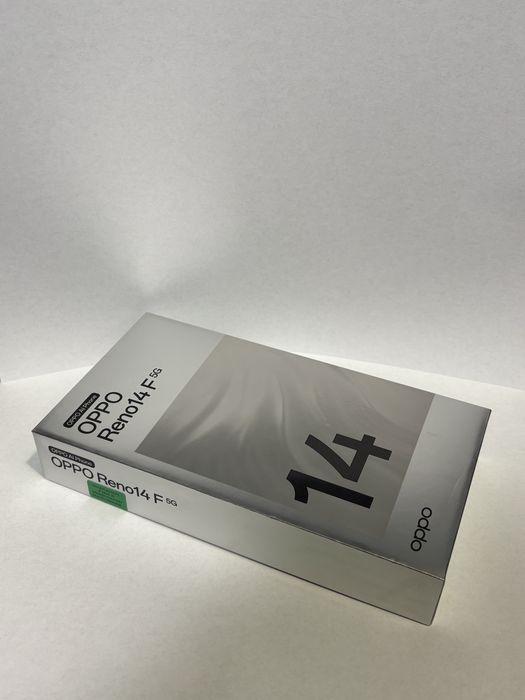 OPPO AI Phone
OPPO
Reno14 F 5G
14
oppo
OPPO AI Phone
OPPO Reno14 F 5G